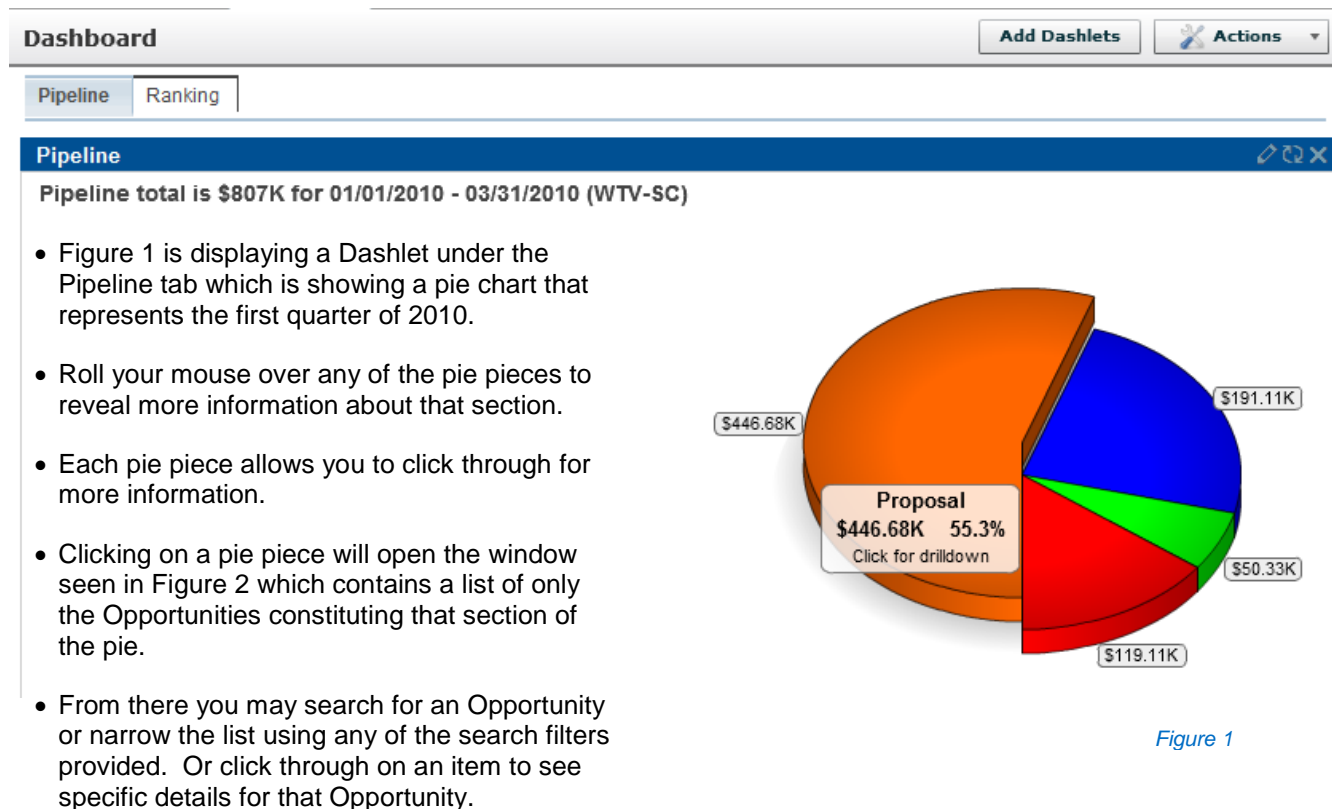 Dashboard
Add Dashlets
Actions
Pipeline
Ranking
Pipeline
Pipeline total is $807K for 01/01/2010 - 03/31/2010 (WTV-SC)
• Figure 1 is displaying a Dashlet under the
Pipeline tab which is showing a pie chart that
represents the first quarter of 2010.
• Roll your mouse over any of the pie pieces to
reveal more information about that section.
• Each pie piece allows you to click through for
more information.
• Clicking on a pie piece will open the window
seen in Figure 2 which contains a list of only
the Opportunities constituting that section of
the pie.
• From there you may search for an Opportunity
or narrow the list using any of the search filters
provided.  Or click through on an item to see
specific details for that Opportunity.
$446.68K
$191.11K
Proposal
$446.68K 55.3%
Click for drilldown
$50.33K
$119.11K
Figure 1